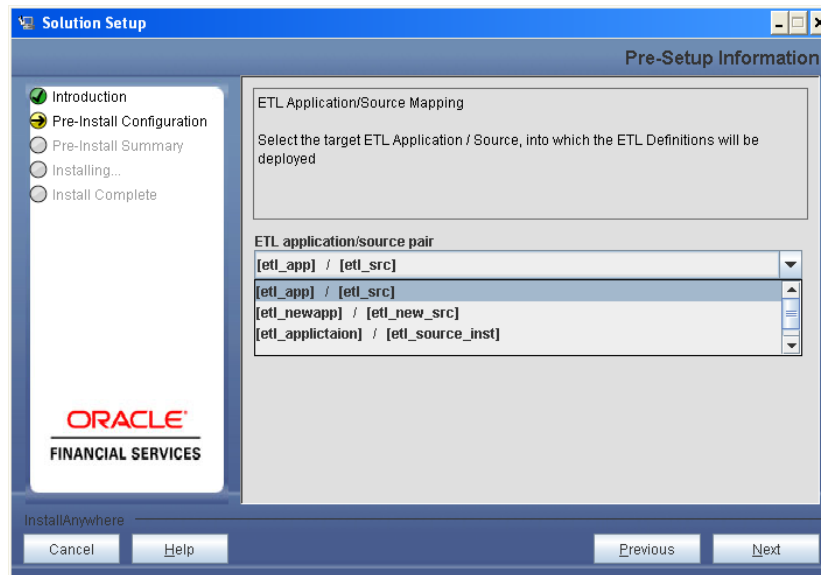 Solution Setup
Pre-Setup Information
Introduction
Pre-Install Configuration
Pre-Install Summary
Installing...
Install Complete
ORACLE®
FINANCIAL SERVICES
ETL Application/Source Mapping
Select the target ETL Application / Source, into which the ETL Definitions will be
deployed
ETL application/source pair
[etl_app] / [etl_src]
[etl_app] / [etl_src]
[etl_newapp] / [etl_new_src]
[etl_applictaion] / [etl_source_inst]
InstallAnywhere
Cancel
Help
Previous
Next